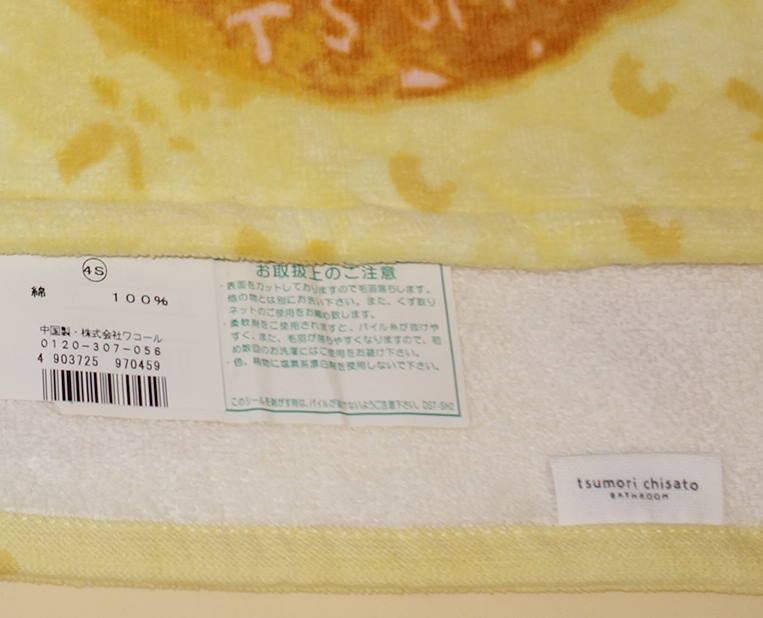 TSU
4S
綿 100%
中国製・株式会社ワコール
0120-307-056
4 903725 970459
お取扱上のご注意
・表面をカットしておりますので毛羽落ちします。
他の物とは別にお洗い下さい。また、くず取り
ネットのご使用をお薦め致します。
・柔軟剤をご使用されますと、パイル糸が抜けや
すく、また、毛羽が落ちやすくなりますので、初
め数回のお洗濯にはご使用をお避け下さい。
・色、柄物に塩素系漂白剤を使用しないで下さい。
このシールを剥がす時は、パイルが抜けないようご注意下さい。DST-SH2
tsumori chisato
BATHROOM